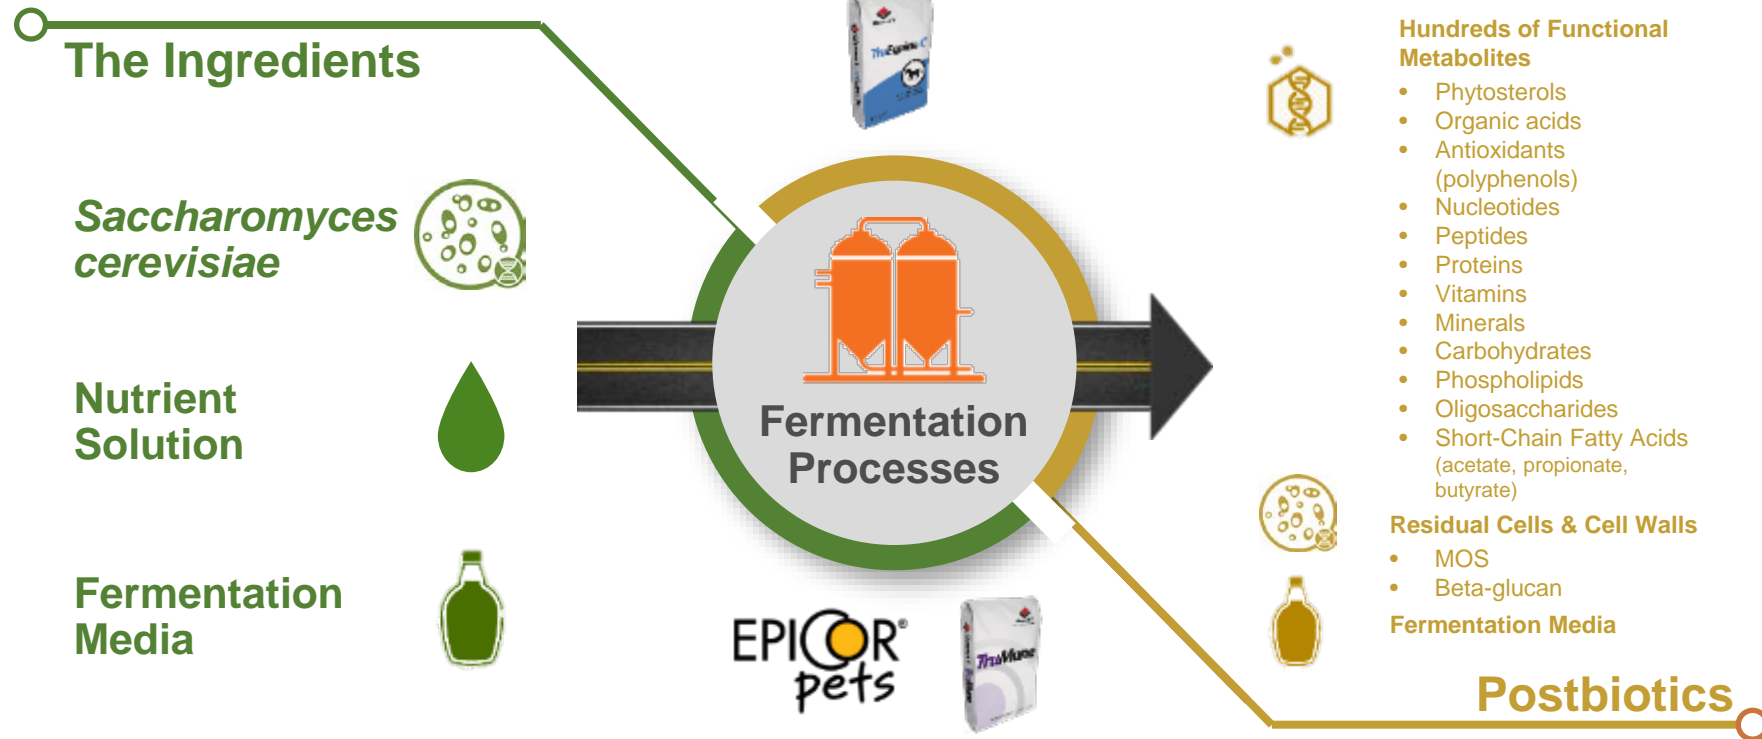 The Ingredients
Saccharomyces
cerevisiae
Nutrient
Solution
Fermentation
Media
TruEquine C
Fermentation
Processes
EPICOR®
pets
TruMune
Hundreds of Functional
Metabolites
• Phytosterols
• Organic acids
• Antioxidants
(polyphenols)
• Nucleotides
• Peptides
• Proteins
• Vitamins
• Minerals
• Carbohydrates
• Phospholipids
• Oligosaccharides
• Short-Chain Fatty Acids
(acetate, propionate,
butyrate)
Residual Cells & Cell Walls
• MOS
• Beta-glucan
Fermentation Media
Postbiotics